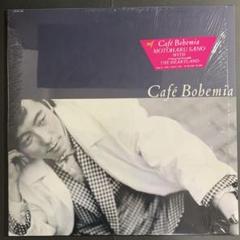 Café Bohemia
MOTOHARU SANO
WITH
THE HEARTLAND
Café Bohemia